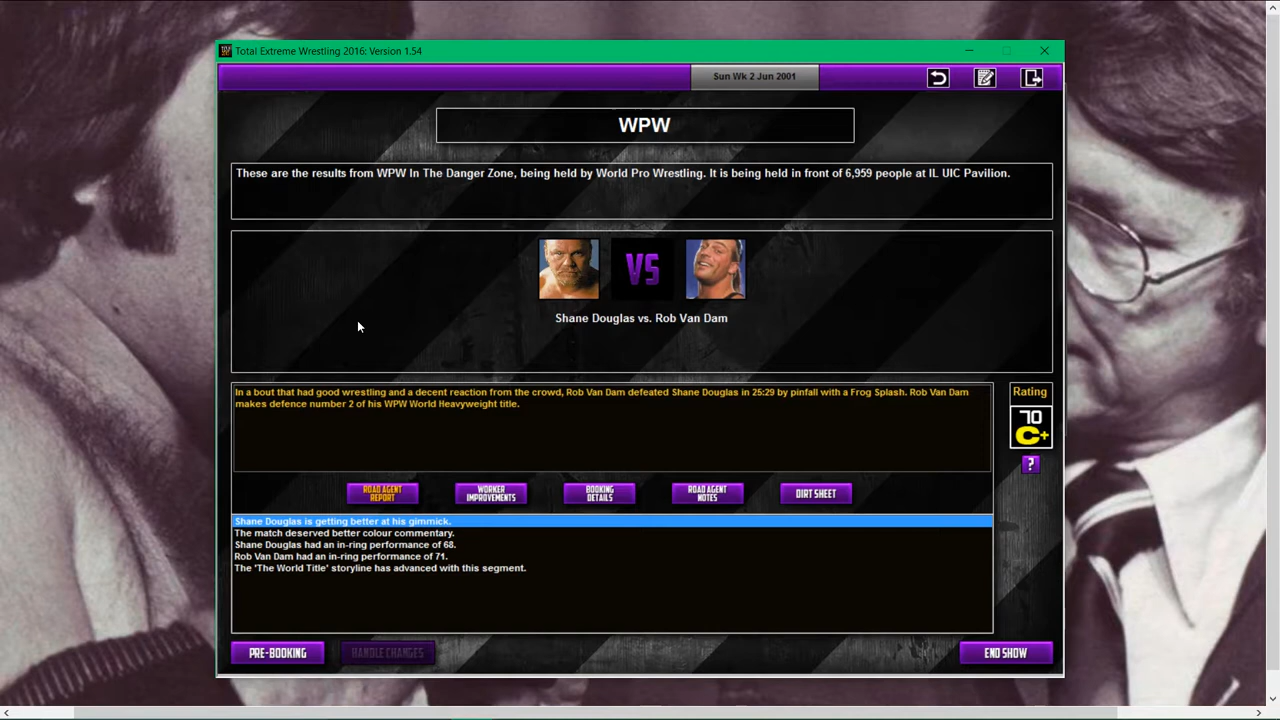 Total Extreme Wrestling 2016: Version 1.54
Sun Wk 2 Jun 2001
WPW
These are the results from WPW In The Danger Zone, being held by World Pro Wrestling. It is being held in front of 6,959 people at IL UIC Pavilion.
VS
Shane Douglas vs. Rob Van Dam
In a bout that had good wrestling and a decent reaction from the crowd, Rob Van Dam defeated Shane Douglas in 25:29 by pinfall with a Frog Splash. Rob Van Dam
makes defence number 2 of his WPW World Heavyweight title.
Rating
70
C+
?
ROAD AGENT
REPORT
WORKER
IMPROVEMENTS
BOOKING
DETAILS
ROAD AGENT
NOTES
DIRT SHEET
Shane Douglas is getting better at his gimmick.
The match deserved better colour commentary.
Shane Douglas had an in-ring performance of 68.
Rob Van Dam had an in-ring performance of 71.
The 'The World Title' storyline has advanced with this segment.
PRE-BOOKING
HANDLE CHANGES
END SHOW